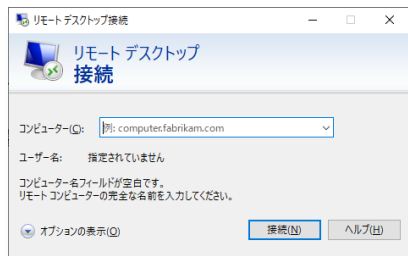 リモート デスクトップ接続
リモート デスクトップ
接続
コンピューター(C): 例: computer.fabrikam.com
ユーザー名: 指定されていません
コンピューター名フィールドが空白です。
リモート コンピューターの完全な名前を入力してください。
オプションの表示(O) 接続(N) ヘルプ(H)